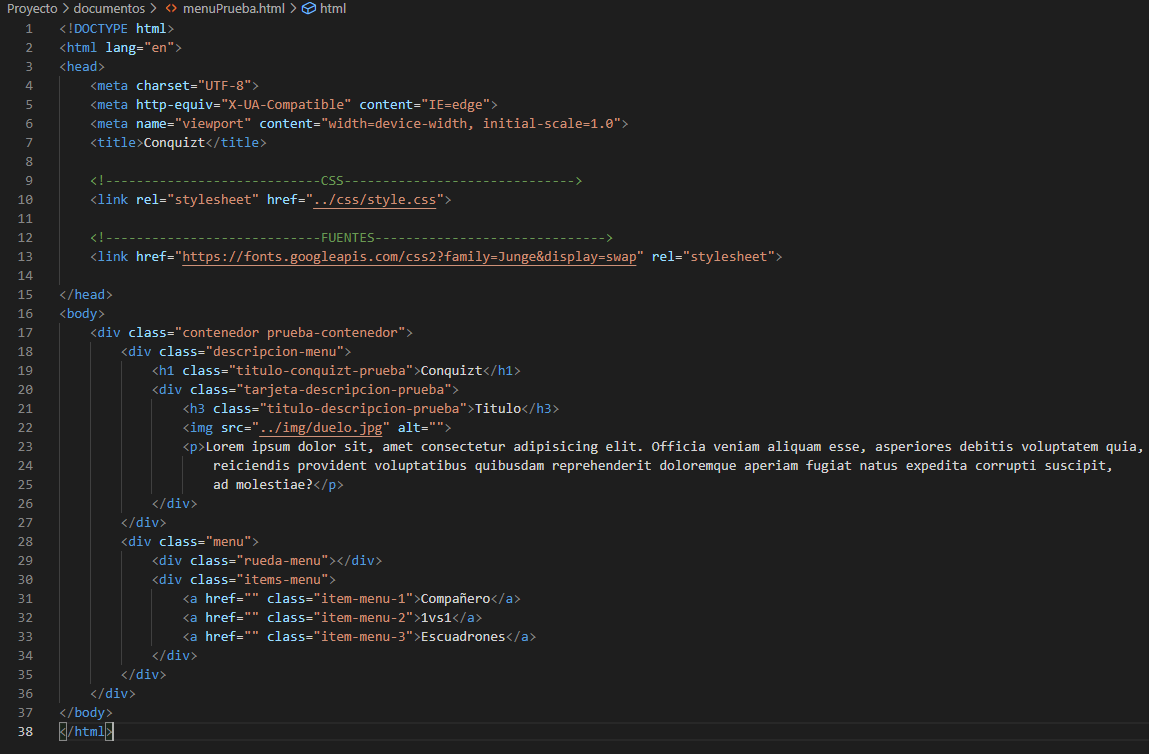 Proyecto > documentos > <> menuPrueba.html > html
1 <!DOCTYPE html>
2 <html lang="en">
3 <head>
4     <meta charset="UTF-8">
5     <meta http-equiv="X-UA-Compatible" content="IE=edge">
6     <meta name="viewport" content="width=device-width, initial-scale=1.0">
7     <title>Conquizt</title>
8
9     <!----------------------------CSS------------------------------>
10     <link rel="stylesheet" href="../css/style.css">
11
12     <!----------------------------FUENTES------------------------------>
13     <link href="https://fonts.googleapis.com/css2?family=Junge&display=swap" rel="stylesheet">
14
15 </head>
16 <body>
17     <div class="contenedor prueba-contenedor">
18         <div class="descripcion-menu">
19             <h1 class="titulo-conquizt-prueba">Conquizt</h1>
20             <div class="tarjeta-descripcion-prueba">
21                 <h3 class="titulo-descripcion-prueba">Titulo</h3>
22                 <img src="../img/duelo.jpg" alt="">
23                 <p>Lorem ipsum dolor sit, amet consectetur adipisicing elit. Officia veniam aliquam esse, asperiores debitis voluptatem quia,
24                     reiciendis provident voluptatibus quibusdam reprehenderit doloremque aperiam fugiat natus expedita corrupti suscipit,
25                     ad molestiae?</p>
26             </div>
27         </div>
28         <div class="menu">
29             <div class="rueda-menu"></div>
30             <div class="items-menu">
31                 <a href="" class="item-menu-1">Compañero</a>
32                 <a href="" class="item-menu-2">1vs1</a>
33                 <a href="" class="item-menu-3">Escuadrones</a>
34             </div>
35         </div>
36     </div>
37 </body>
38 </html>